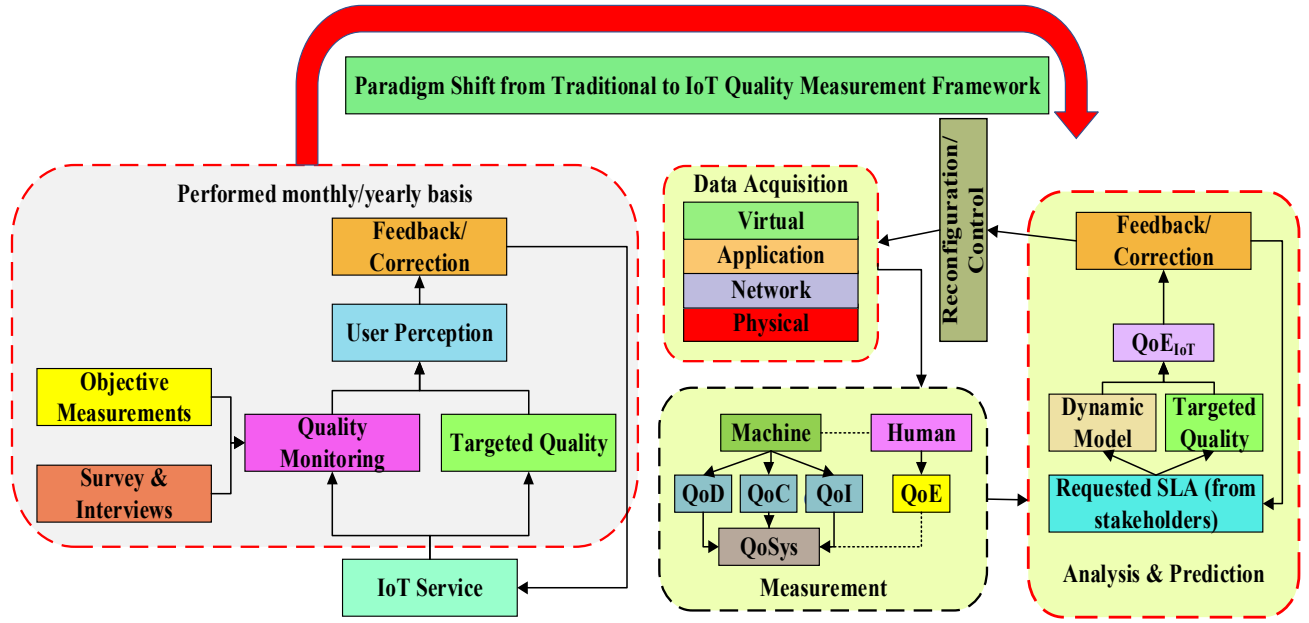 Paradigm Shift from Traditional to IoT Quality Measurement Framework
Performed monthly/yearly basis
Feedback/
Correction
User Perception
Objective
Measurements
Quality
Monitoring
Targeted Quality
Survey &
Interviews
IoT Service
Data Acquisition
Virtual
Application
Network
Physical
Reconfiguration/
Control
Machine
Human
QoD
QoC
QoI
QoE
QoSys
Measurement
Feedback/
Correction
QoEIoT
Dynamic
Model
Targeted
Quality
Requested SLA (from
stakeholders)
Analysis & Prediction